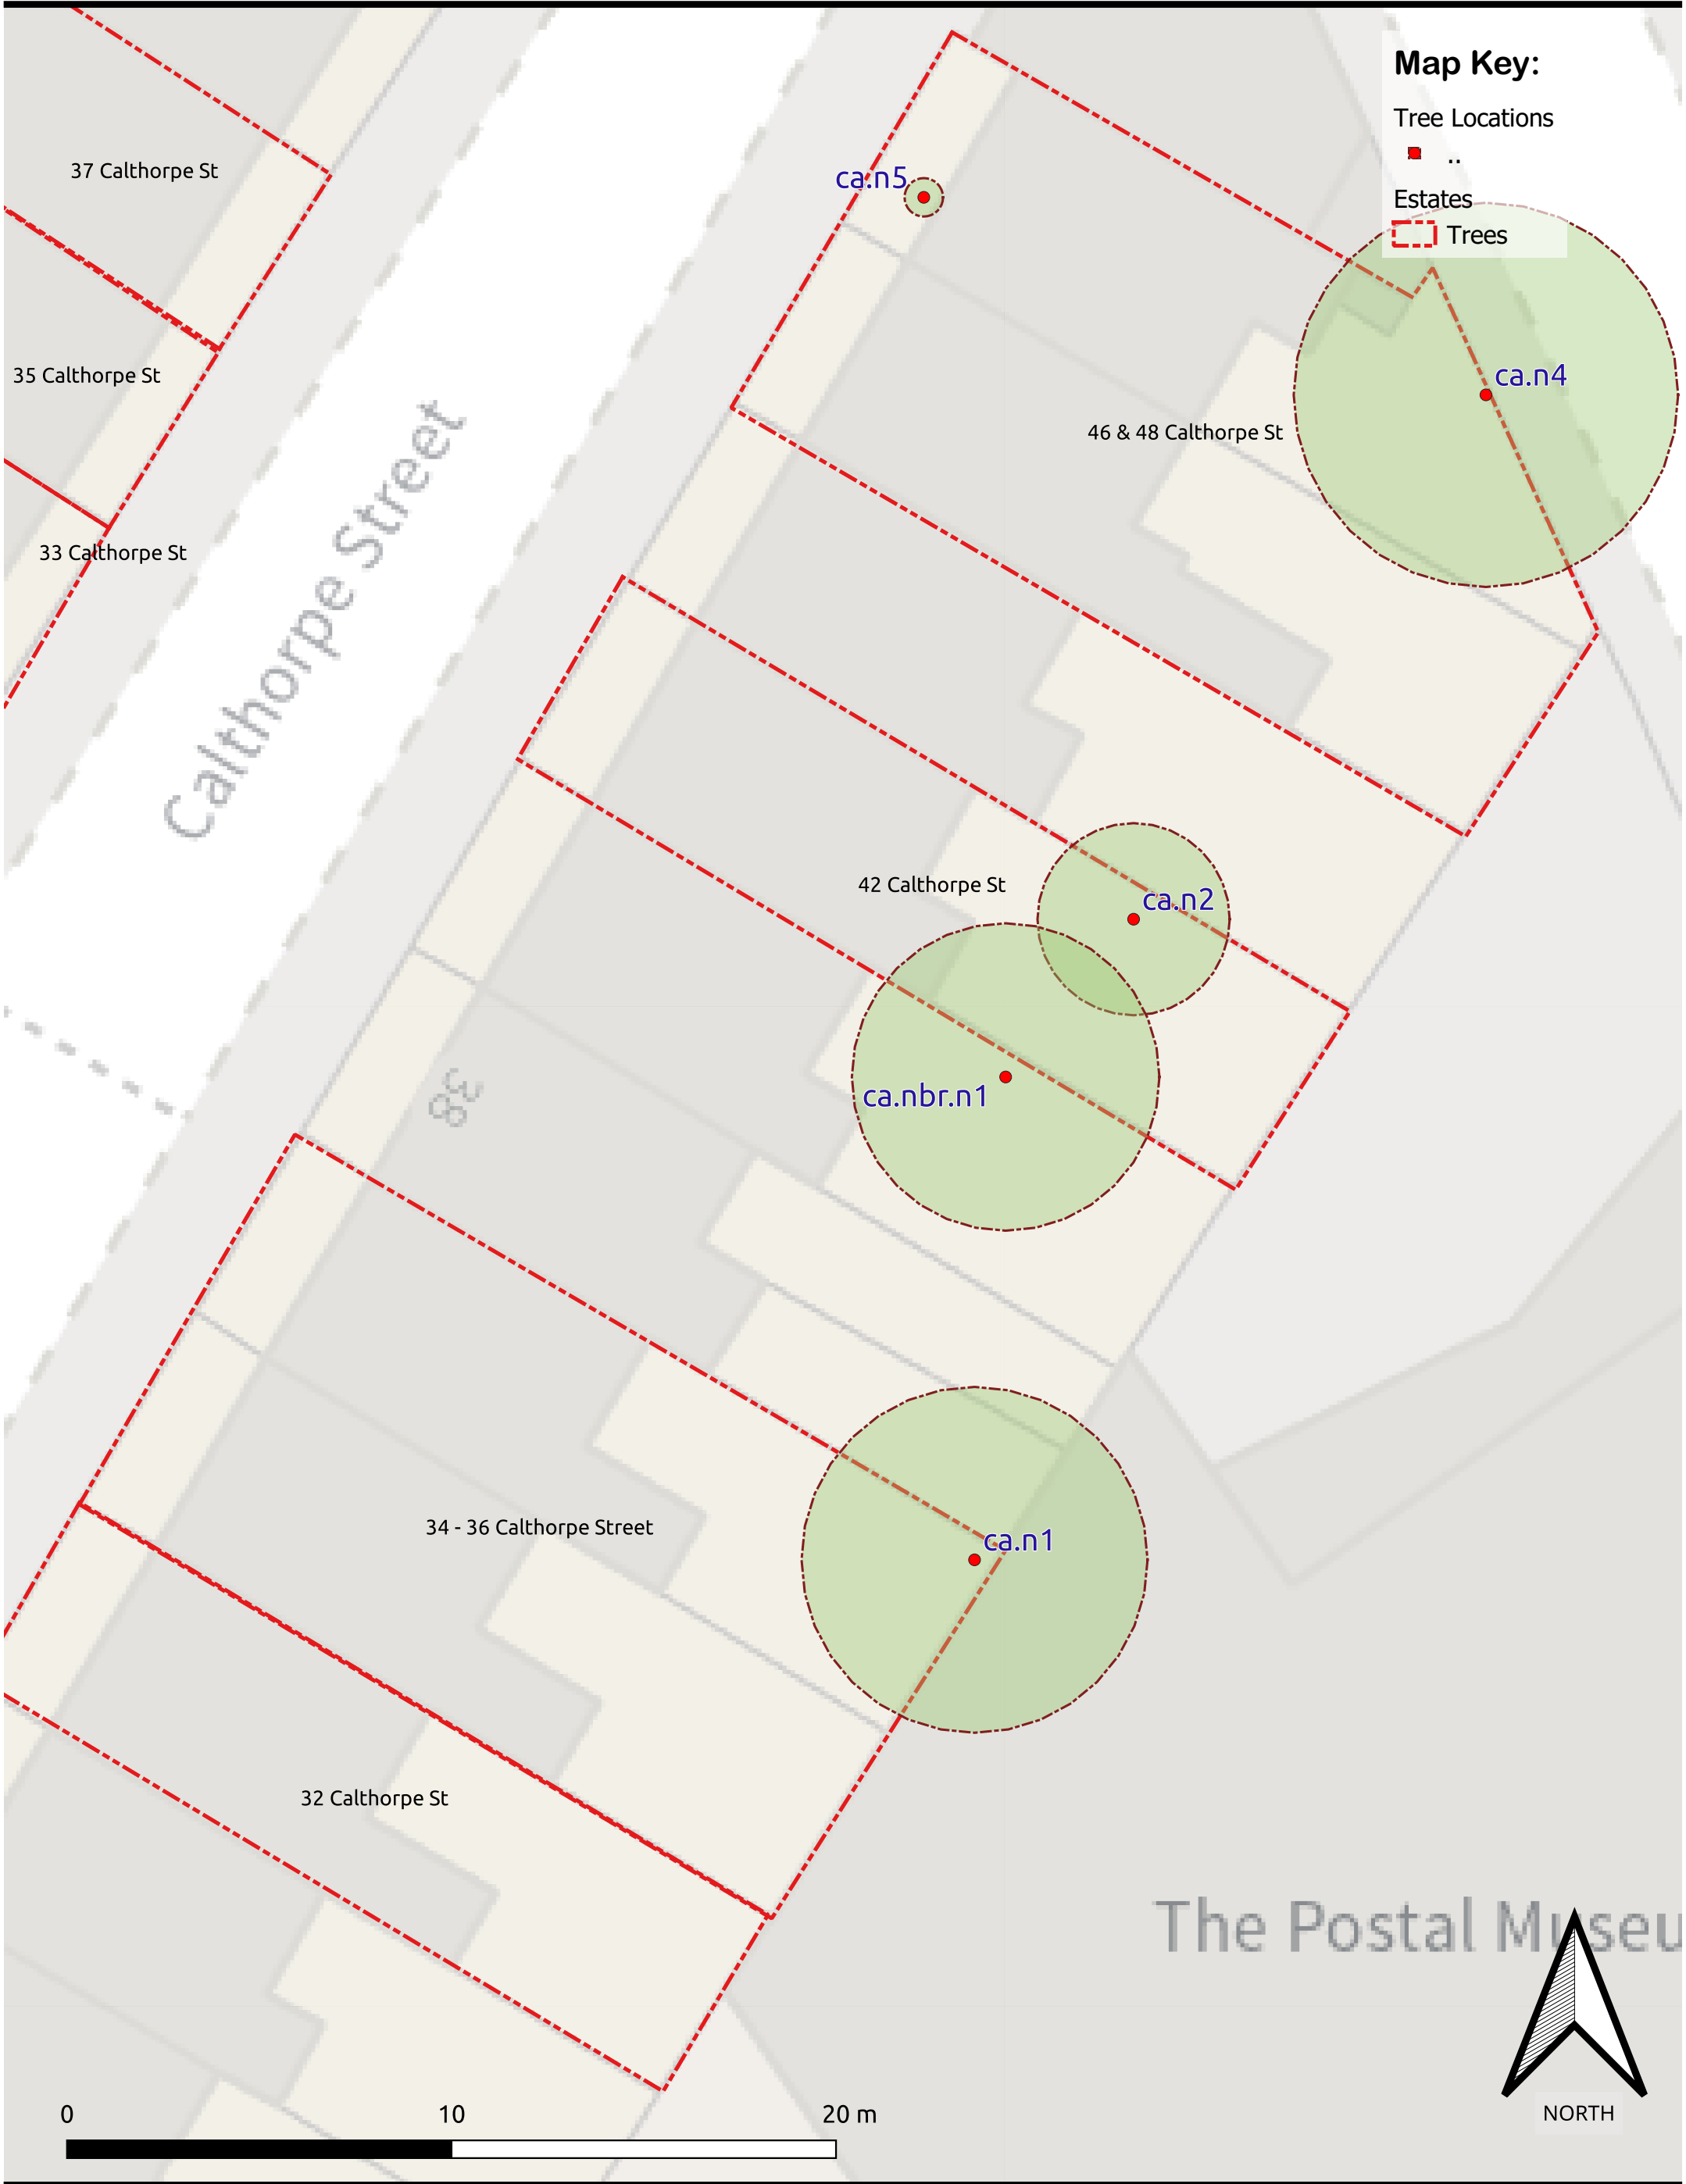 Map Key:
Tree Locations
..
Estates
Trees
37 Calthorpe St
ca.n5
35 Calthorpe St
ca.n4
46 & 48 Calthorpe St
33 Calthorpe St
Calthorpe Street
42 Calthorpe St
ca.n2
ca.nbr.n1
38
34 - 36 Calthorpe Street
ca.n1
32 Calthorpe St
The Postal Museu
NORTH
0 10 20 m